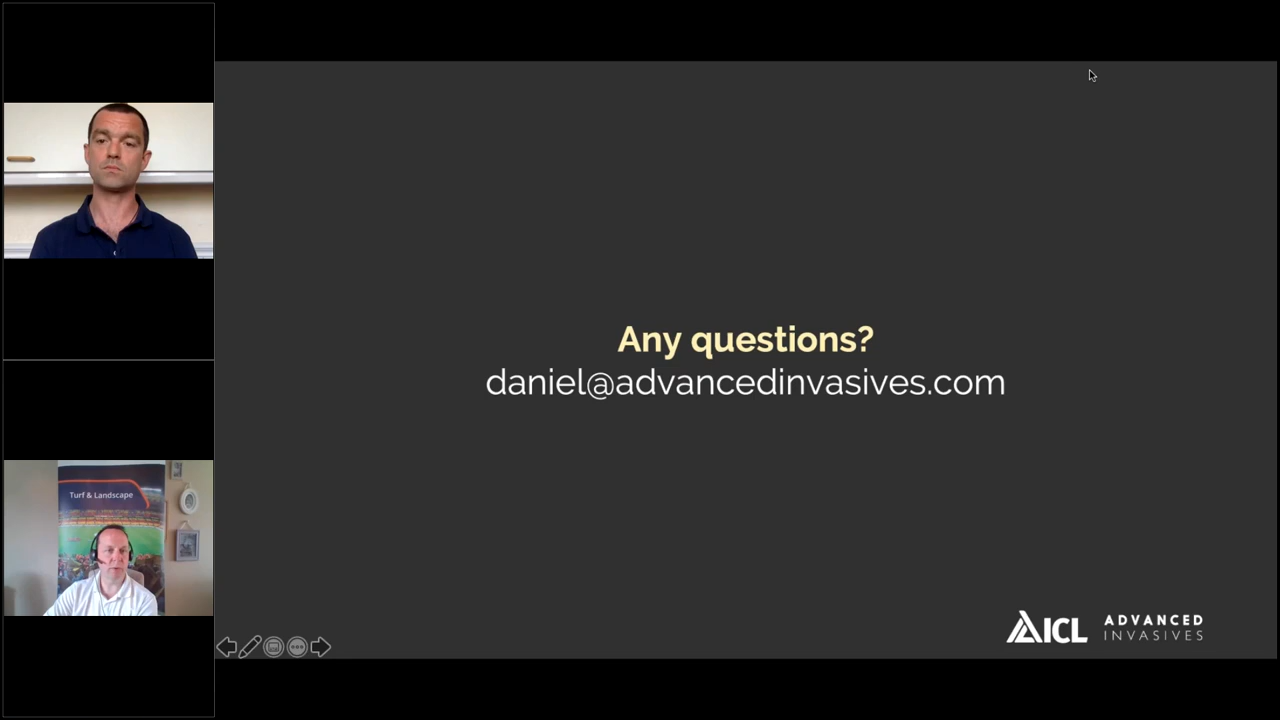 Turf & Landscape
Any questions?
daniel@advancedinvasives.com
ICL
ADVANCED
INVASIVES